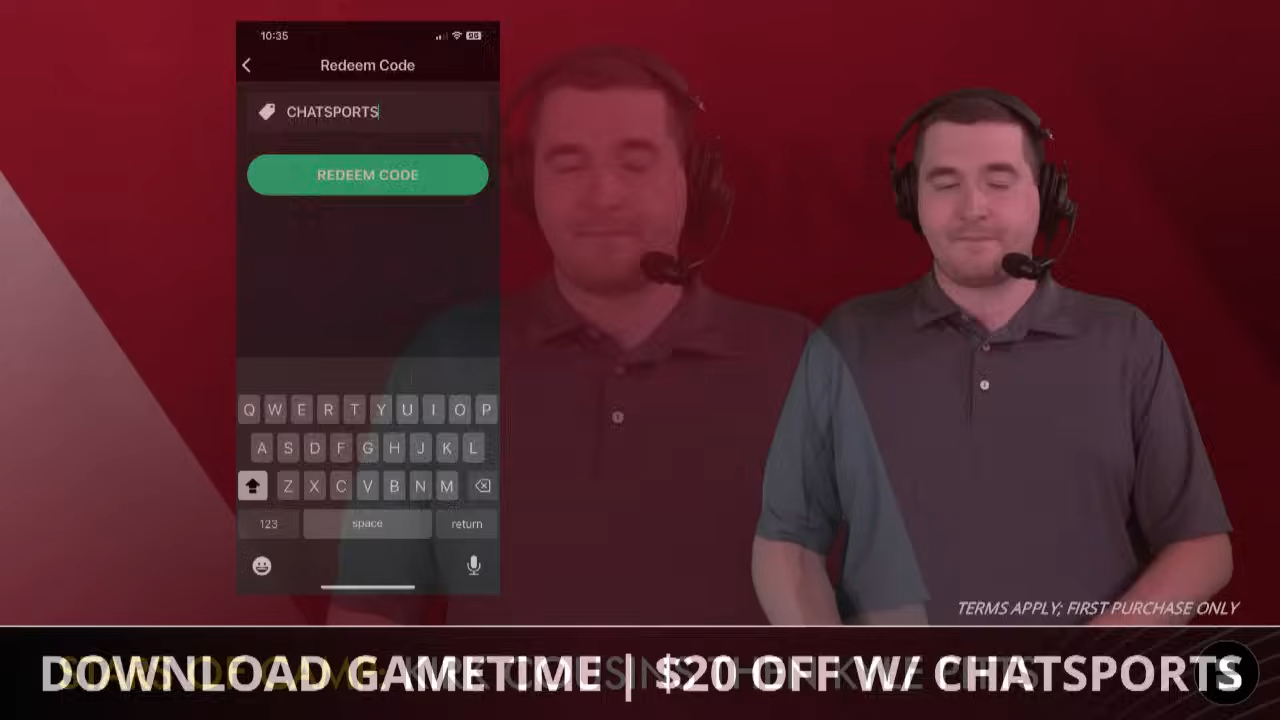 10:35
Redeem Code
CHATSPORTS
REDEEM CODE
Q W E R T Y U I O P
A S D F G H J K L
Z X C V B N M
123 space return
TERMS APPLY; FIRST PURCHASE ONLY
DOWNLOAD GAMETIME | $20 OFF W/ CHATSPORTS